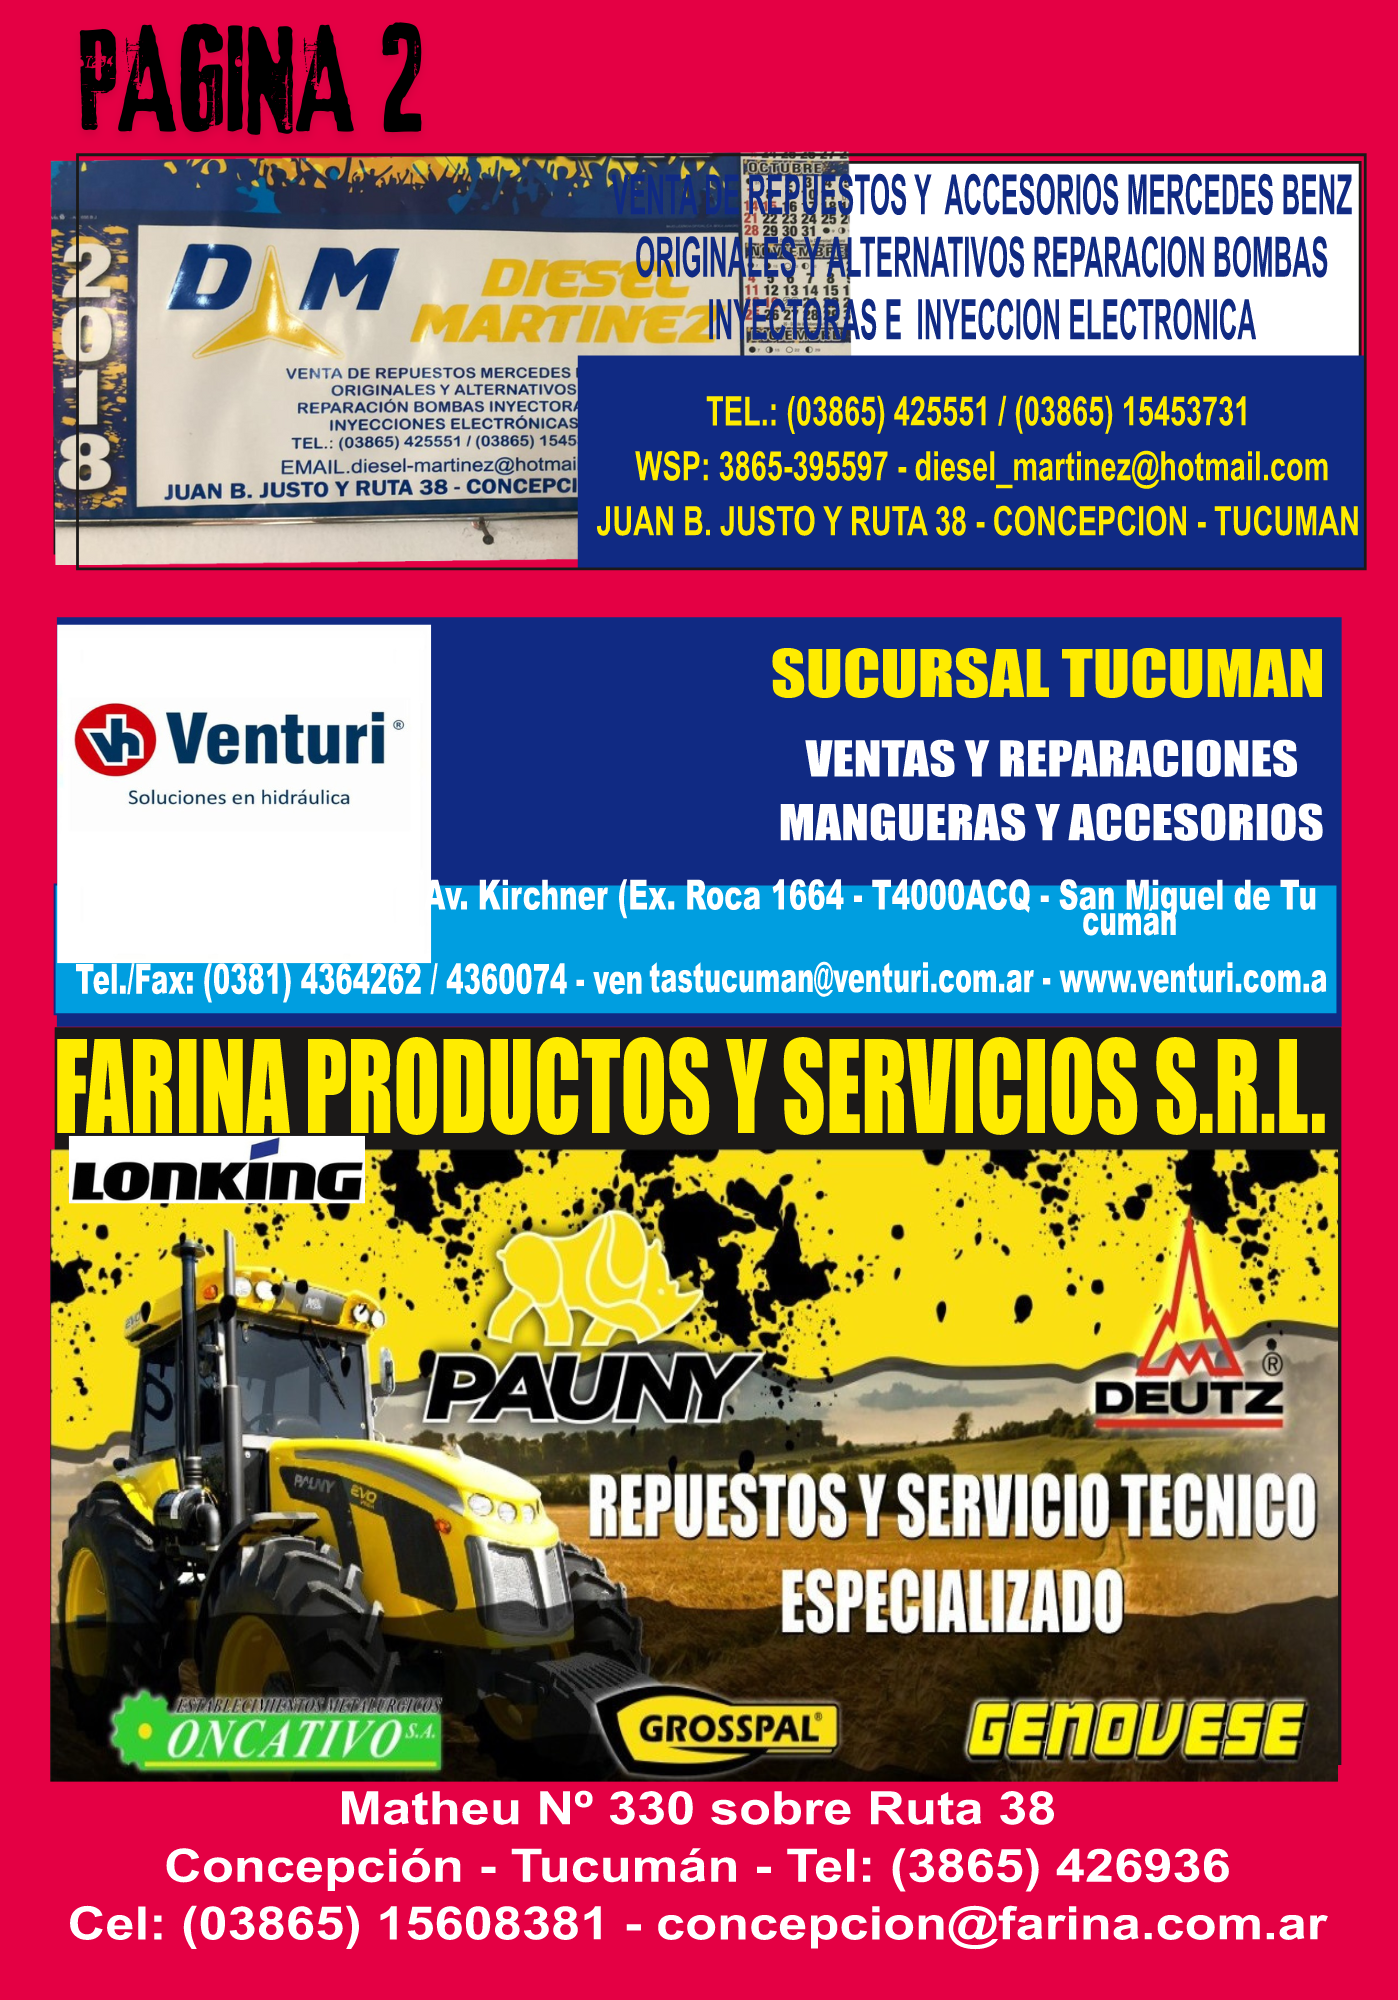 PAGINA 2
VENTA DE REPUESTOS Y ACCESORIOS MERCEDES BENZ
ORIGINALES Y ALTERNATIVOS REPARACION BOMBAS
INYECTORAS E INYECCION ELECTRONICA
2018
OCTUBRE
21 22 23 24 25 2
28 29 30 31
NOVIEMBRE
11 12 13 14 15 1
DM
DIESEL
MARTINEZ
VENTA DE REPUESTOS MERCEDES
ORIGINALES Y ALTERNATIVOS
REPARACIÓN BOMBAS INYECTORA
INYECCIONES ELECTRÓNICAS
TEL.: (03865) 425551 / (03865) 1545
EMAIL.diesel-martinez@hotmai
JUAN B. JUSTO Y RUTA 38 - CONCEPCI
TEL.: (03865) 425551 / (03865) 15453731
WSP: 3865-395597 - diesel_martinez@hotmail.com
JUAN B. JUSTO Y RUTA 38 - CONCEPCION - TUCUMAN
vh Venturi ®
Soluciones en hidráulica
SUCURSAL TUCUMAN
VENTAS Y REPARACIONES
MANGUERAS Y ACCESORIOS
Av. Kirchner (Ex. Roca 1664 - T4000ACQ - San Miguel de Tu
cumán
Tel./Fax: (0381) 4364262 / 4360074 - ven tastucuman@venturi.com.ar - www.venturi.com.a
FARINA PRODUCTOS Y SERVICIOS S.R.L.
LONKING
PAUNY
DEUTZ ®
PAUNY EVO
REPUESTOS Y SERVICIO TECNICO
ESPECIALIZADO
ESTABLECIMIENTOS METALURGICOS
ONCATIVO S.A.
GROSSPAL®
GENOVESE
Matheu Nº 330 sobre Ruta 38
Concepción - Tucumán - Tel: (3865) 426936
Cel: (03865) 15608381 - concepcion@farina.com.ar